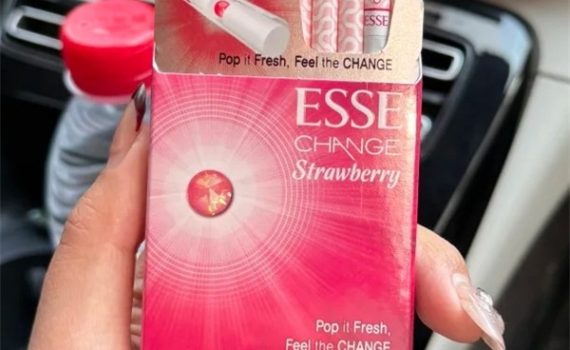 ESSE
Pop it Fresh, Feel the CHANGE
ESSE
CHANGE
Strawberry
Pop it Fresh,
Feel the CHANGE